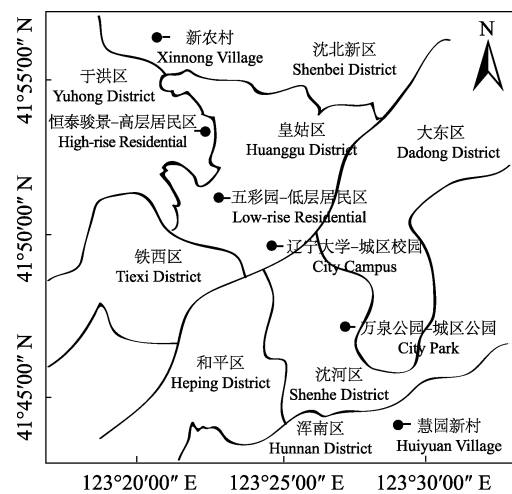 新农村
Xinnong Village
沈北新区
Shenbei District
N
于洪区
Yuhong District
恒泰骏景–高层居民区
High-rise Residential
皇姑区
Huanggu District
大东区
Dadong District
五彩园–低层居民区
Low-rise Residential
辽宁大学–城区校园
City Campus
铁西区
Tiexi District
万泉公园–城区公园
City Park
和平区
Heping District
沈河区
Shenhe District
浑南区
Hunnan District
慧园新村
Huiyuan Village
41°55′00″ N
41°50′00″ N
41°45′00″ N
123°20′00″ E
123°25′00″ E
123°30′00″ E